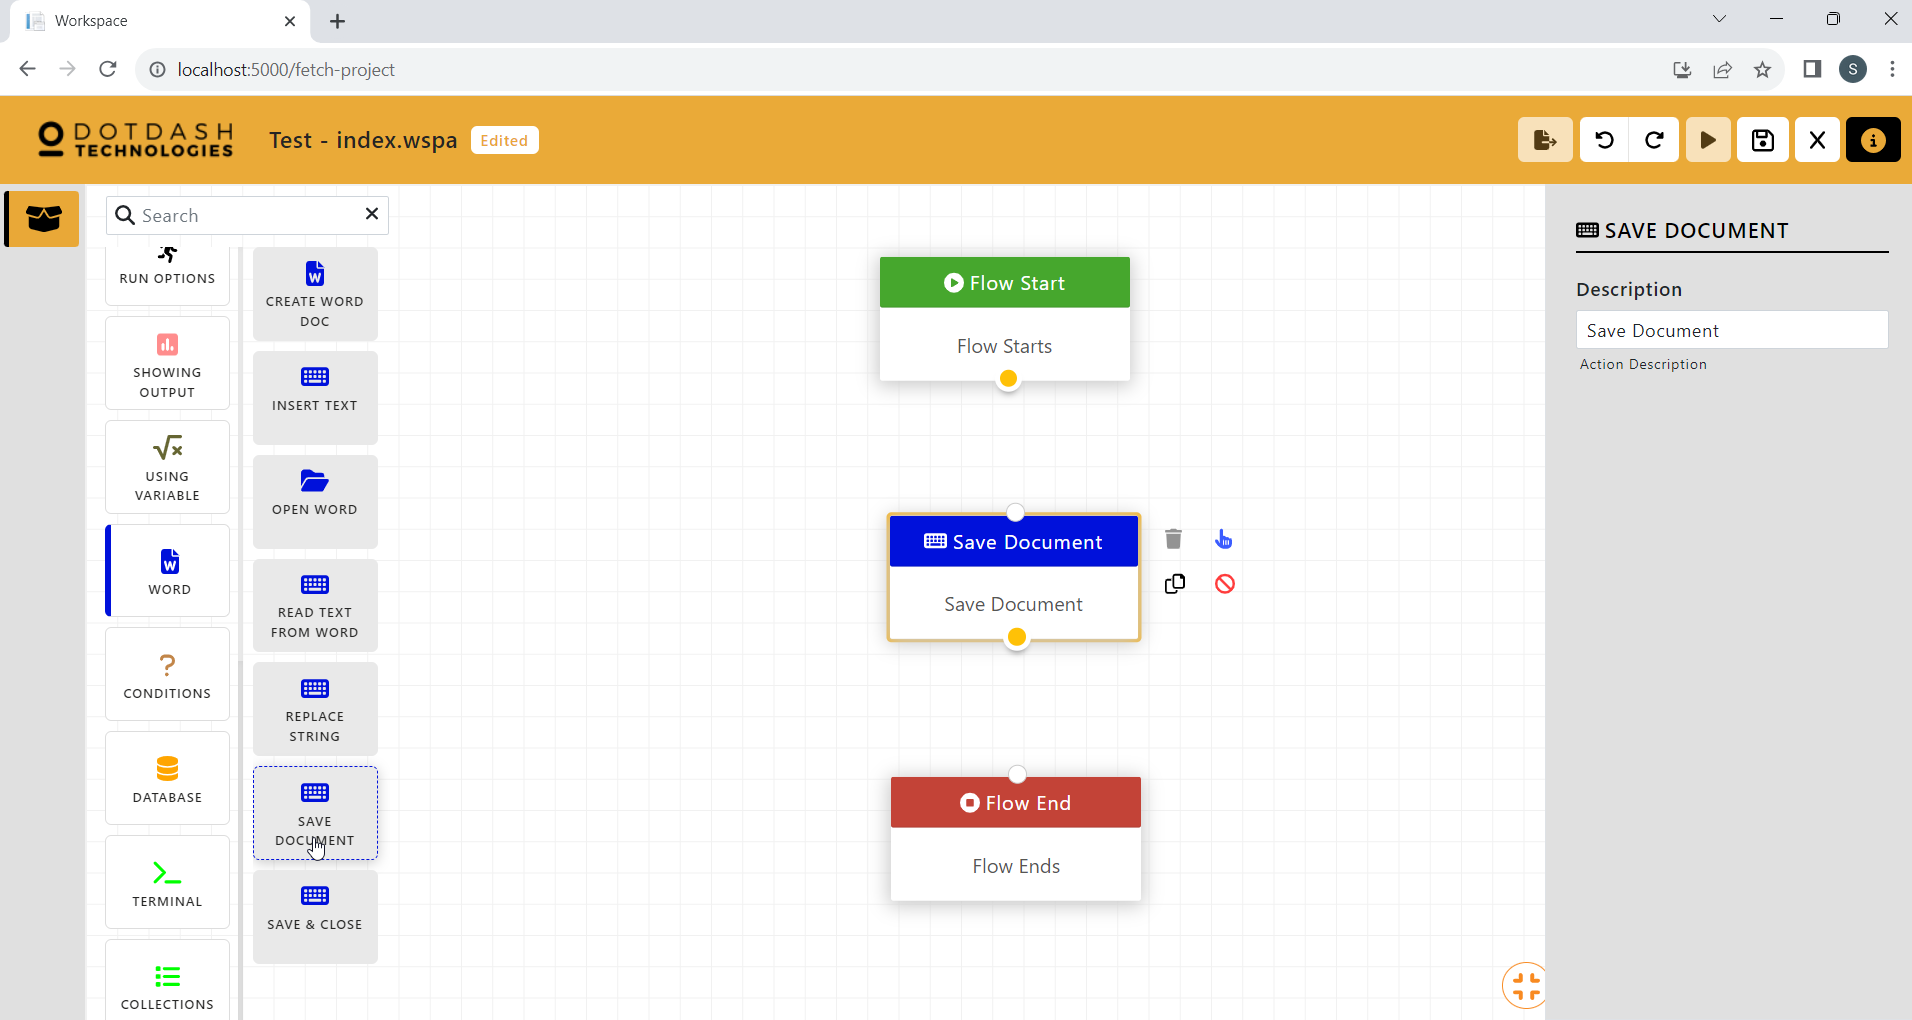 Workspace
localhost:5000/fetch-project
S
DOTDASH
TECHNOLOGIES
Test - index.wspa
Edited
Search
RUN OPTIONS
SHOWING
OUTPUT
USING
VARIABLE
WORD
CONDITIONS
DATABASE
TERMINAL
COLLECTIONS
CREATE WORD
DOC
INSERT TEXT
OPEN WORD
READ TEXT
FROM WORD
REPLACE
STRING
SAVE
DOCUMENT
SAVE & CLOSE
Flow Start
Flow Starts
Save Document
Save Document
Flow End
Flow Ends
SAVE DOCUMENT
Description
Save Document
Action Description